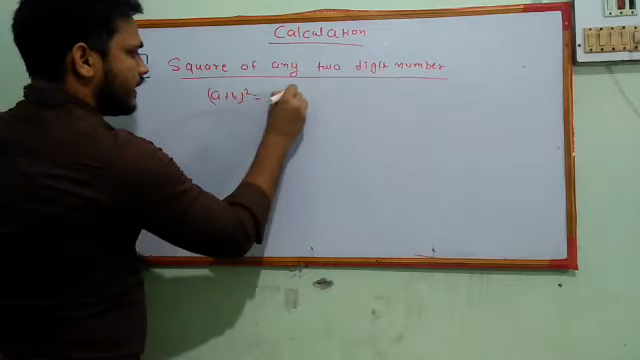 Calculation
Square of any two digit number
(a+b)²=